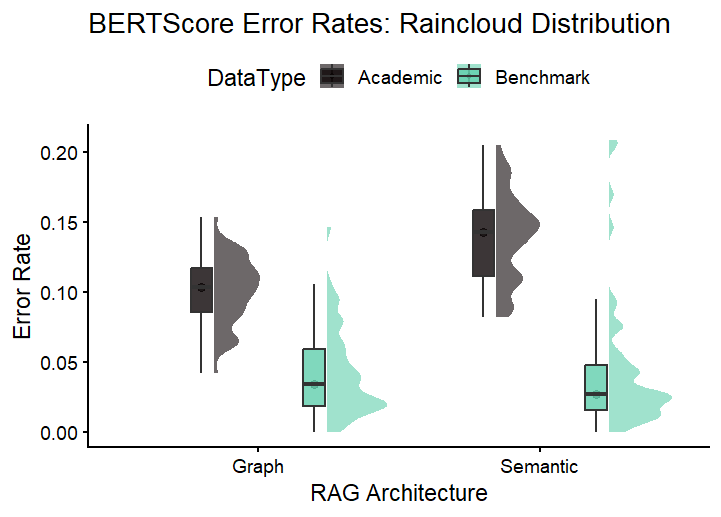 BERTScore Error Rates: Raincloud Distribution
DataType Academic Benchmark
0.20
0.15
0.10
0.05
0.00
Error Rate
Graph Semantic
RAG Architecture